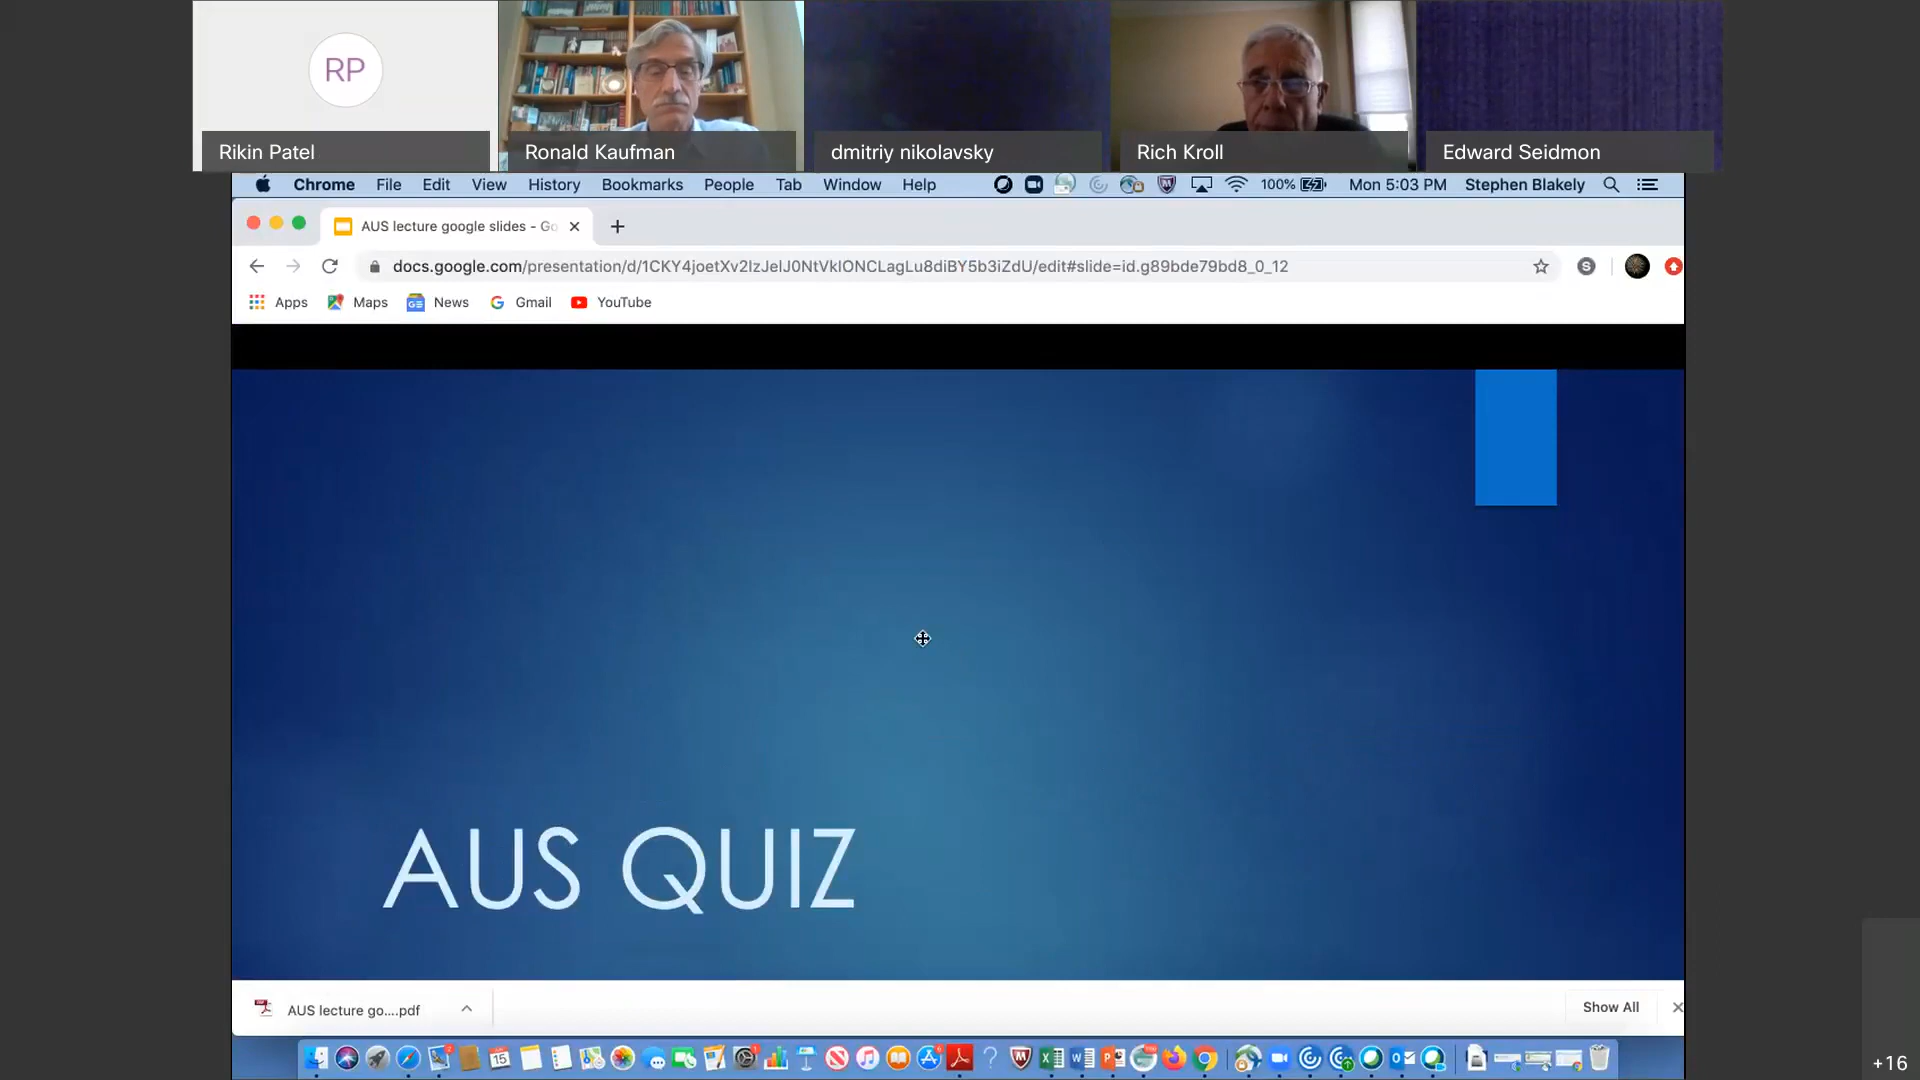 RP
Rikin Patel
Ronald Kaufman
dmitriy nikolavsky
Rich Kroll
Edward Seidmon
Chrome File Edit View History Bookmarks People Tab Window Help 100% Mon 5:03 PM Stephen Blakely
AUS lecture google slides - Go
docs.google.com/presentation/d/1CKY4joetXv2IzJelJ0NtVklONCLagLu8diBY5b3iZdU/edit#slide=id.g89bde79bd8_0_12
S
Apps Maps News Gmail YouTube
AUS QUIZ
AUS lecture go....pdf
Show All
15
+16